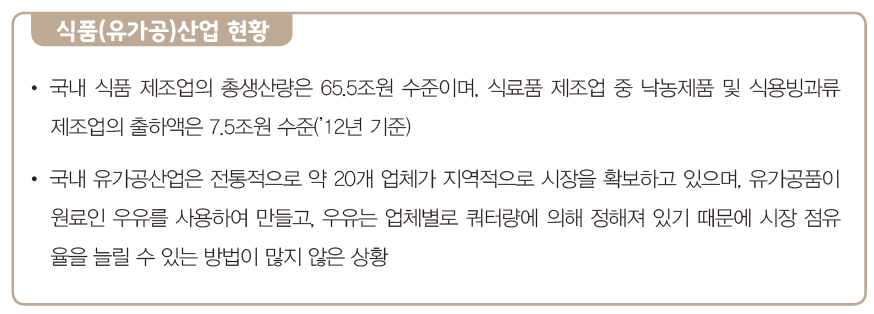 식품(유가공)산업 현황
• 국내 식품 제조업의 총생산량은 65.5조원 수준이며, 식료품 제조업 중 낙농제품 및 식용빙과류
제조업의 출하액은 7.5조원 수준('12년 기준)
• 국내 유가공산업은 전통적으로 약 20개 업체가 지역적으로 시장을 확보하고 있으며, 유가공품이
원료인 우유를 사용하여 만들고, 우유는 업체별로 쿼터량에 의해 정해져 있기 때문에 시장 점유
율을 늘릴 수 있는 방법이 많지 않은 상황